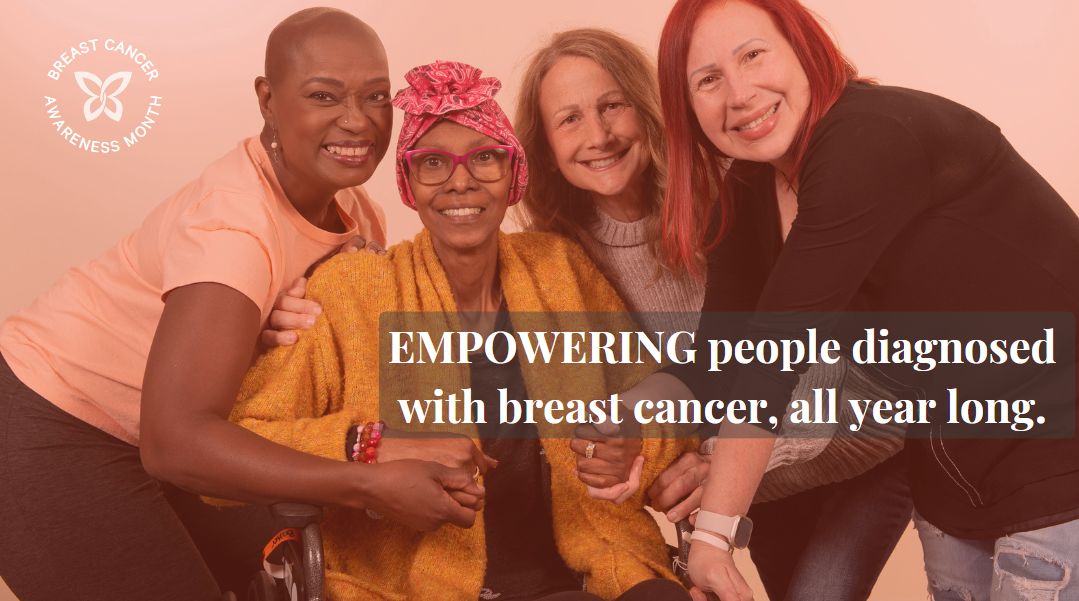 BREAST CANCER
AWARENESS MONTH
EMPOWERING people diagnosed
with breast cancer, all year long.